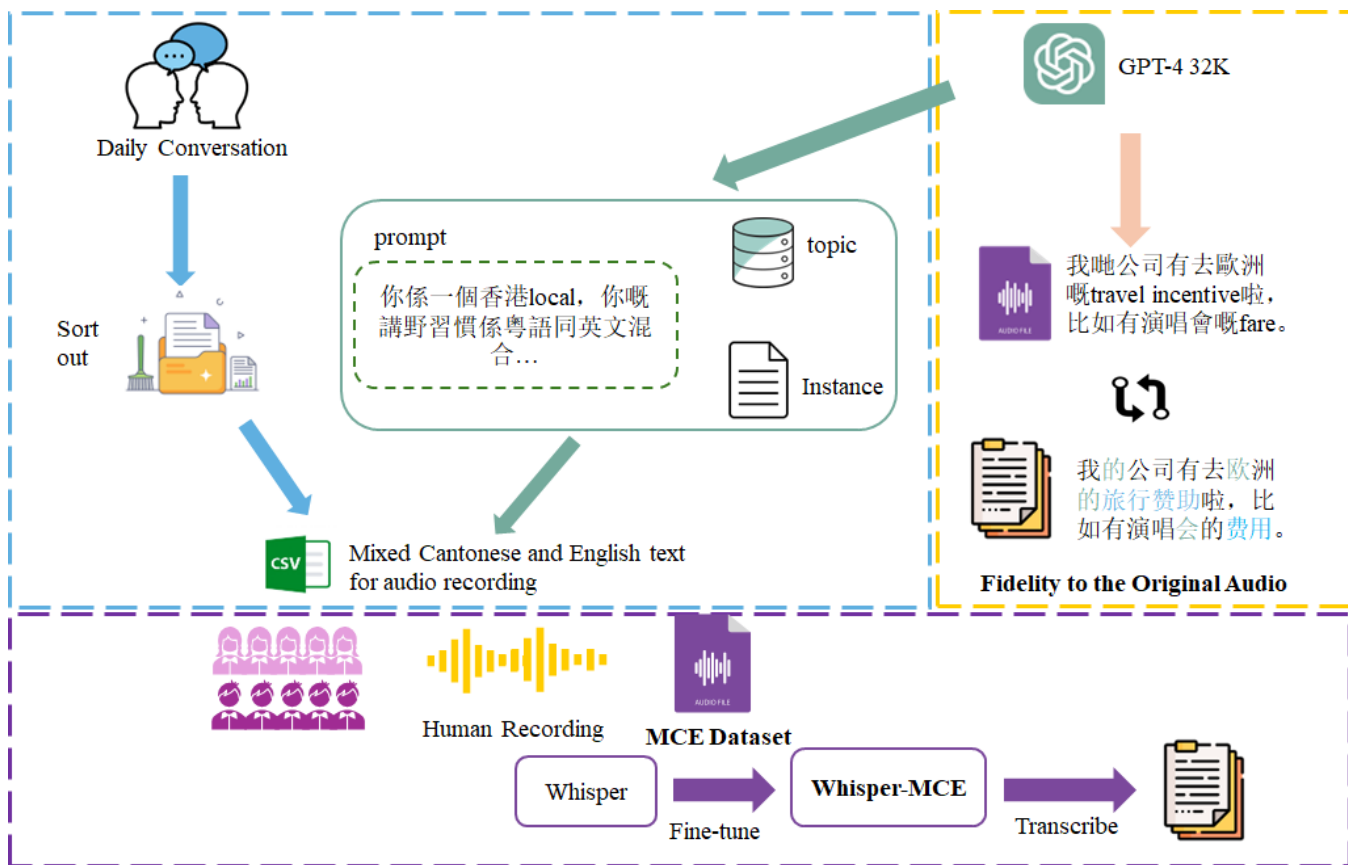 Daily Conversation
Sort
out
prompt
你係一個香港local，你嘅
講野習慣係粵語同英文混
合…
topic
Instance
CSV
Mixed Cantonese and English text
for audio recording
GPT-4 32K
AUDIO FILE
我哋公司有去歐洲
嘅travel incentive啦，
比如有演唱會嘅fare。
我的公司有去欧洲
的旅行赞助啦，比
如有演唱会的费用。
Fidelity to the Original Audio
Human Recording
AUDIO FILE
MCE Dataset
Whisper
Fine-tune
Whisper-MCE
Transcribe